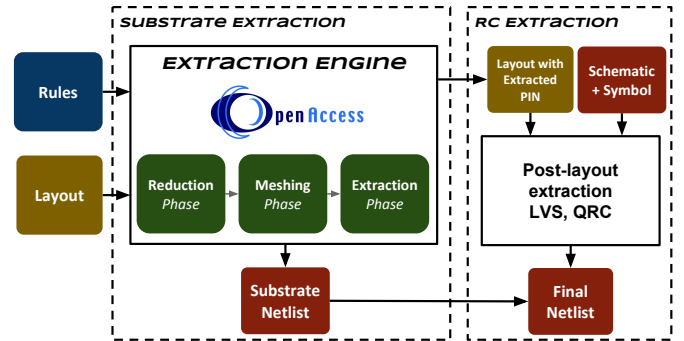 Substrate Extraction
RC Extraction
Extraction Engine
OpenAccess
Rules
Layout
Reduction
Phase
Meshing
Phase
Extraction
Phase
Substrate
Netlist
Layout with
Extracted
PIN
Schematic
+ Symbol
Post-layout
extraction
LVS, QRC
Final
Netlist